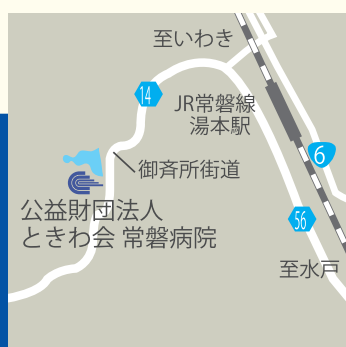 至いわき
14
JR常磐線
湯本駅
6
御斉所街道
公益財団法人
ときわ会 常磐病院
56
至水戸